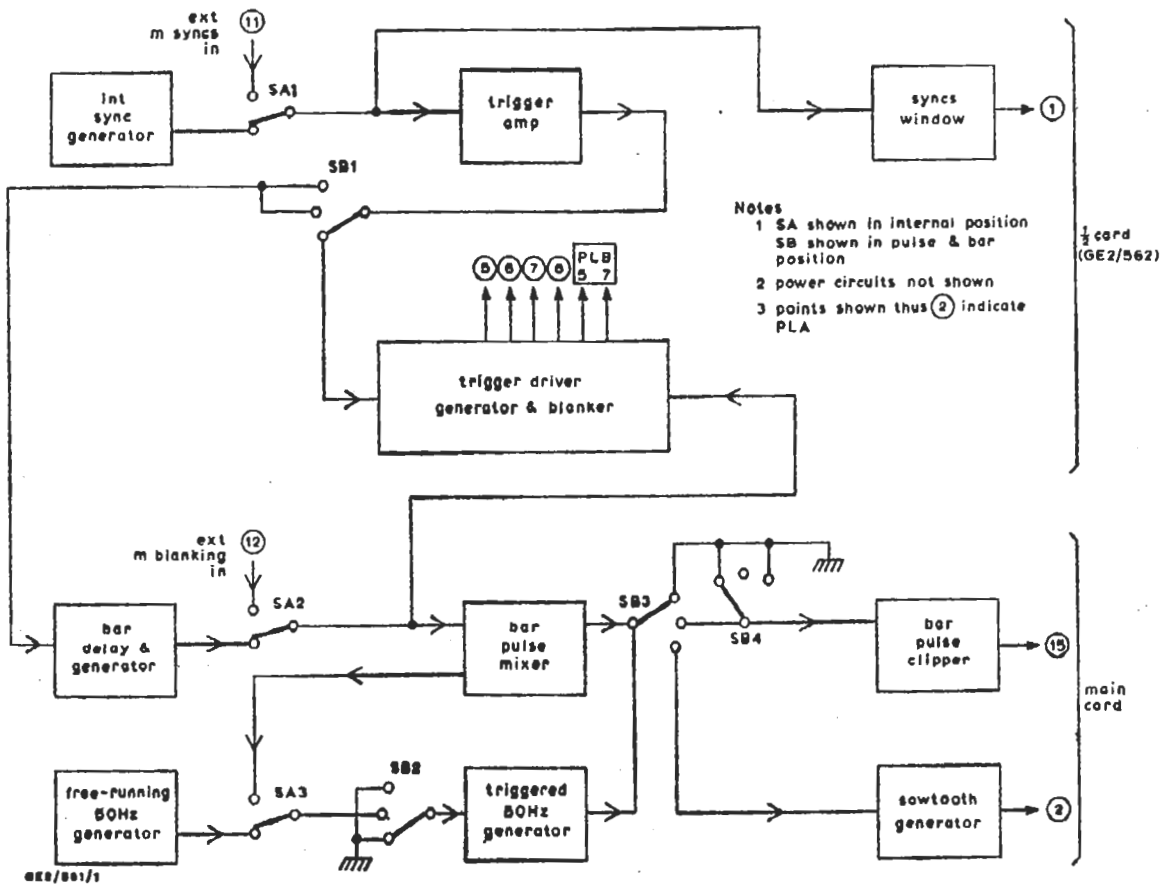 ext
m syncs
in
11
int
sync
generator
SA1
trigger
amp
syncs
window
1
SB1
Notes
1 SA shown in internal position
SB shown in pulse & bar
position
2 power circuits not shown
3 points shown thus 2 indicate
PLA
½ card
(GE2/562)
5 6 7 8
PLB
5 7
trigger driver
generator & blanker
ext
m blanking
in
12
bar
delay &
generator
SA2
bar
pulse
mixer
SB3
SB4
bar
pulse
clipper
15
main
card
free-running
50Hz
generator
SA3
SB2
triggered
50Hz
generator
sawtooth
generator
2
GE2/561/1